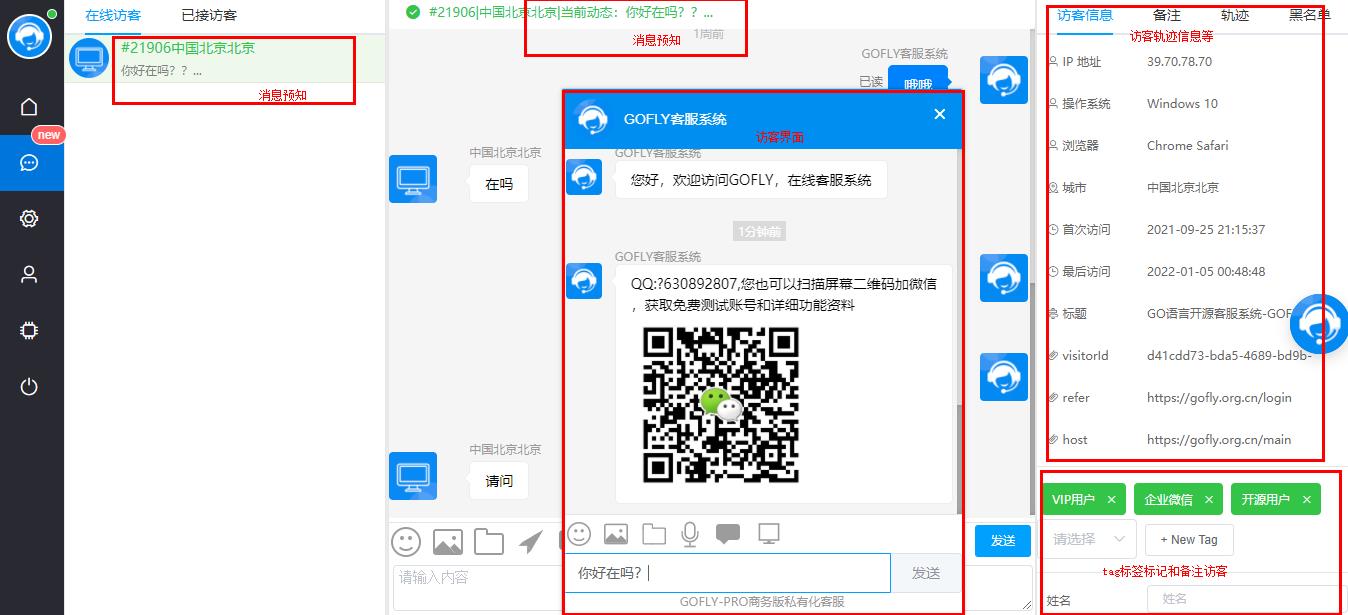 在线访客
已接访客
new
#21906中国北京北京
你好在吗？？ ...
消息预知
#21906|中国北京北京|当前动态：你好在吗？？ ...
消息预知
1周前
GOFLY客服系统
已读
哦哦
中国北京北京
在吗
中国北京北京
请问
请输入内容
发送
GOFLY客服系统
访客界面
GOFLY客服系统
您好，欢迎访问GOFLY，在线客服系统
1分钟前
GOFLY客服系统
QQ:?630892807,您也可以扫描屏幕二维码加微信
，获取免费测试账号和详细功能资料
你好在吗？
发送
GOFLY-PRO商务版私有化客服
访客信息
备注
轨迹
黑名单
访客轨迹信息等
IP 地址 39.70.78.70
操作系统 Windows 10
浏览器 Chrome Safari
城市 中国北京北京
首次访问 2021-09-25 21:15:37
最后访问 2022-01-05 00:48:48
标题 GO语言开源客服系统-GOF
visitorId d41cdd73-bda5-4689-bd9b-
refer https://gofly.org.cn/login
host https://gofly.org.cn/main
VIP用户 ×
企业微信 ×
开源用户 ×
请选择
+ New Tag
tag标签标记和备注访客
姓名
姓名